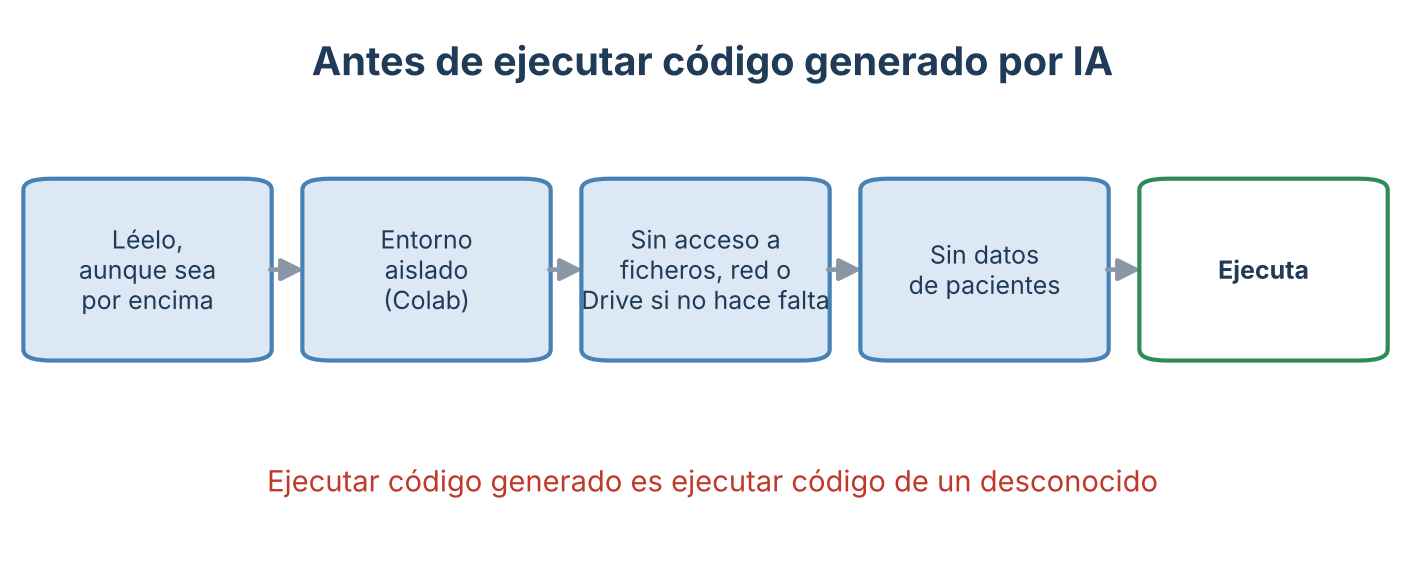 Antes de ejecutar código generado por IA
Léelo,
aunque sea
por encima
Entorno
aislado
(Colab)
Sin acceso a
ficheros, red o
Drive si no hace falta
Sin datos
de pacientes
Ejecuta
Ejecutar código generado es ejecutar código de un desconocido